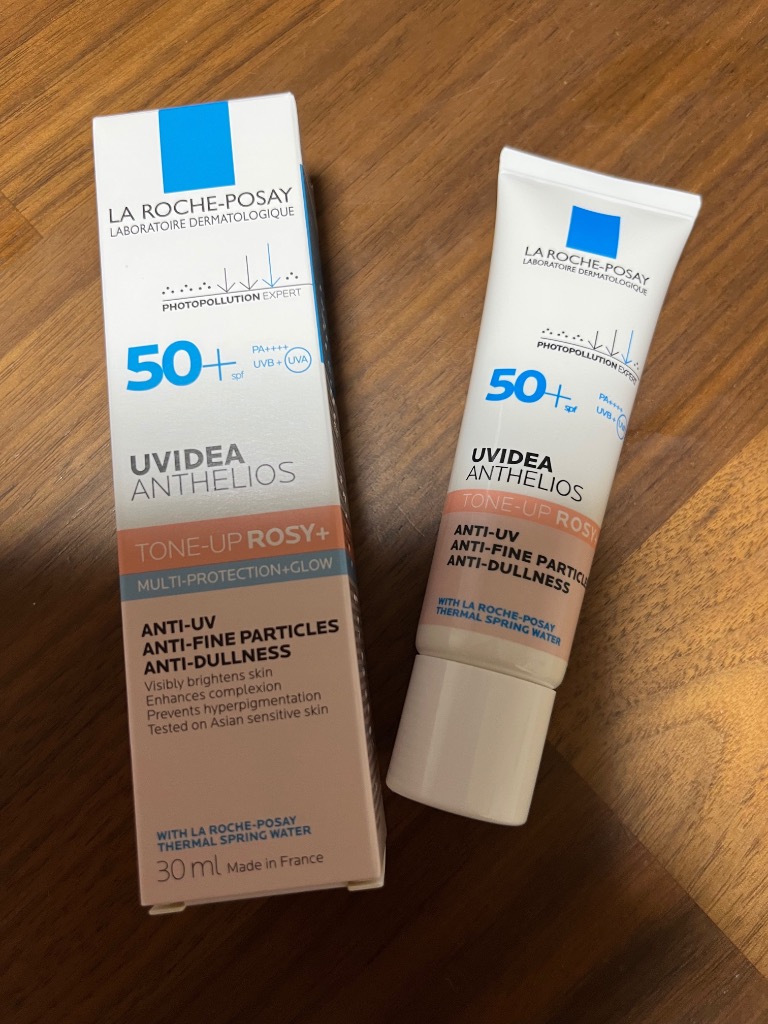 LA ROCHE-POSAY
LABORATOIRE DERMATOLOGIQUE
PHOTOPOLLUTION EXPERT
50+ spf
PA++++
UVB + UVA
UVIDEA
ANTHELIOS
TONE-UP ROSY+
MULTI-PROTECTION+GLOW
ANTI-UV
ANTI-FINE PARTICLES
ANTI-DULLNESS
Visibly brightens skin
Enhances complexion
Prevents hyperpigmentation
Tested on Asian sensitive skin
WITH LA ROCHE-POSAY
THERMAL SPRING WATER
30 ml Made in France
LA ROCHE-POSAY
LABORATOIRE DERMATOLOGIQUE
PHOTOPOLLUTION EXPERT
50+ spf
PA++++
UVB + UVA
UVIDEA
ANTHELIOS
TONE-UP ROSY+
ANTI-UV
ANTI-FINE PARTICLES
ANTI-DULLNESS
WITH LA ROCHE-POSAY
THERMAL SPRING WATER